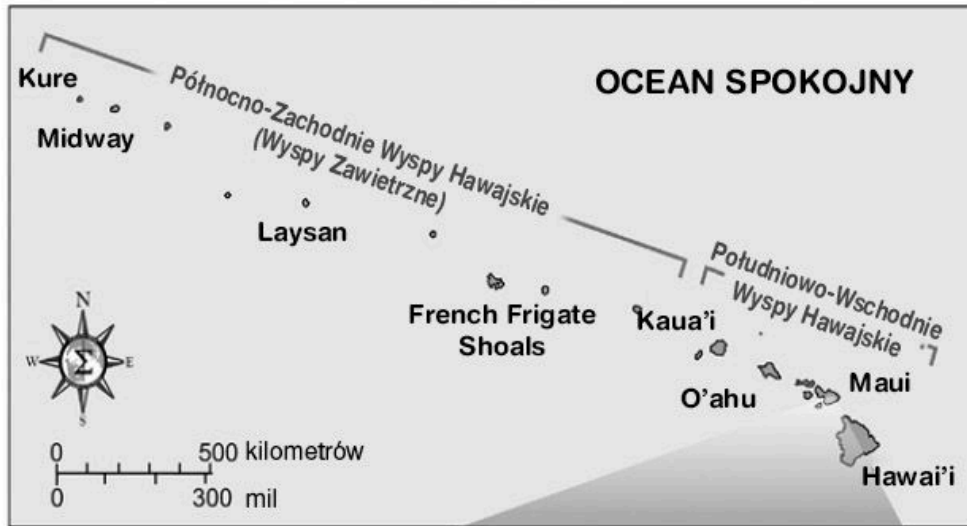 OCEAN SPOKOJNY
Północno-Zachodnie Wyspy Hawajskie
(Wyspy Zawietrzne)
Kure
Midway
Laysan
French Frigate
Shoals
Południowo-Wschodnie
Wyspy Hawajskie
Kaua'i
O'ahu
Maui
Hawai'i
N
W Σ E
S
0 500 kilometrów
0 300 mil